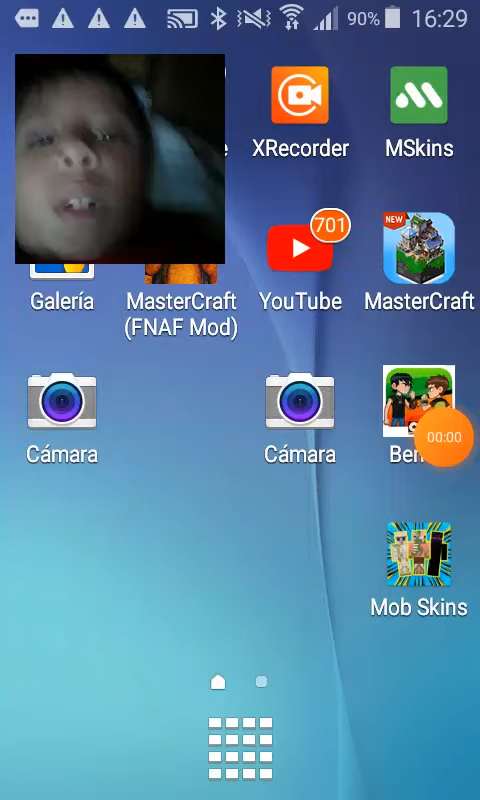 90% 16:29
e XRecorder MSkins
701
NEW
Galería MasterCraft YouTube MasterCraft
(FNAF Mod)
00:00
Cámara Cámara Ben
Mob Skins